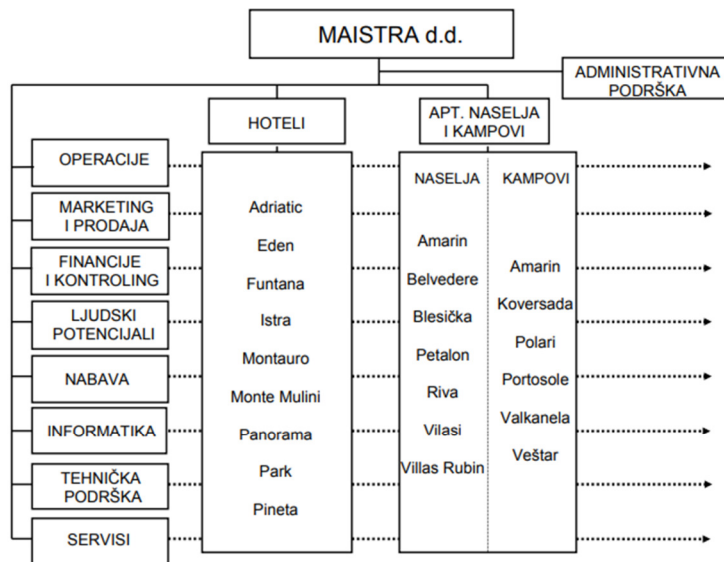 MAISTRA d.d.
ADMINISTRATIVNA
PODRŠKA
HOTELI
APT. NASELJA
I KAMPOVI
OPERACIJE
MARKETING
I PRODAJA
FINANCIJE
I KONTROLING
LJUDSKI
POTENCIJALI
NABAVA
INFORMATIKA
TEHNIČKA
PODRŠKA
SERVISI
Adriatic
Eden
Funtana
Istra
Montauro
Monte Mulini
Panorama
Park
Pineta
NASELJA
Amarin
Belvedere
Blesička
Petalon
Riva
Vilasi
Villas Rubin
KAMPOVI
Amarin
Koversada
Polari
Portosole
Valkanela
Veštar